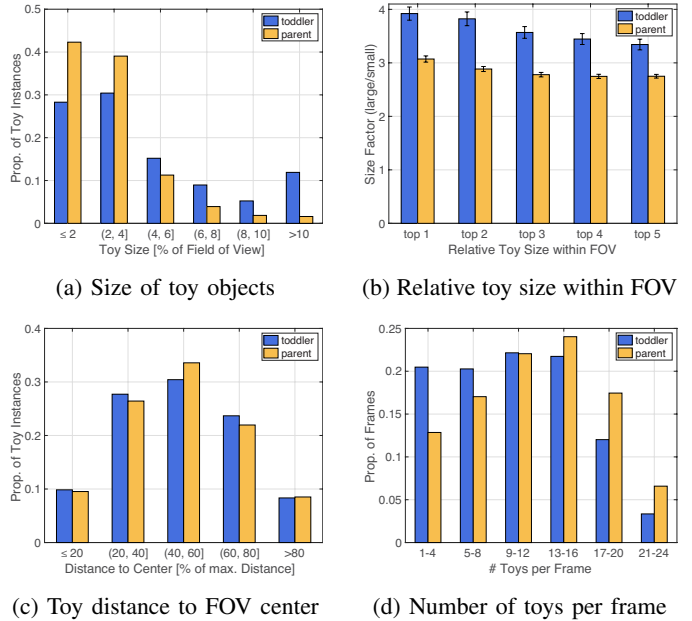 0.5
0.4
0.3
0.2
0.1
0
Prop. of Toy Instances
toddler
parent
≤ 2
(2, 4]
(4, 6]
(6, 8]
(8, 10]
>10
Toy Size [% of Field of View]
(a) Size of toy objects
4
3
2
1
0
Size Factor (large/small)
toddler
parent
top 1
top 2
top 3
top 4
top 5
Relative Toy Size within FOV
(b) Relative toy size within FOV
0.4
0.3
0.2
0.1
0
Prop. of Toy Instances
toddler
parent
≤ 20
(20, 40]
(40, 60]
(60, 80]
>80
Distance to Center [% of max. Distance]
(c) Toy distance to FOV center
0.25
0.2
0.15
0.1
0.05
0
Prop. of Frames
toddler
parent
1-4
5-8
9-12
13-16
17-20
21-24
# Toys per Frame
(d) Number of toys per frame